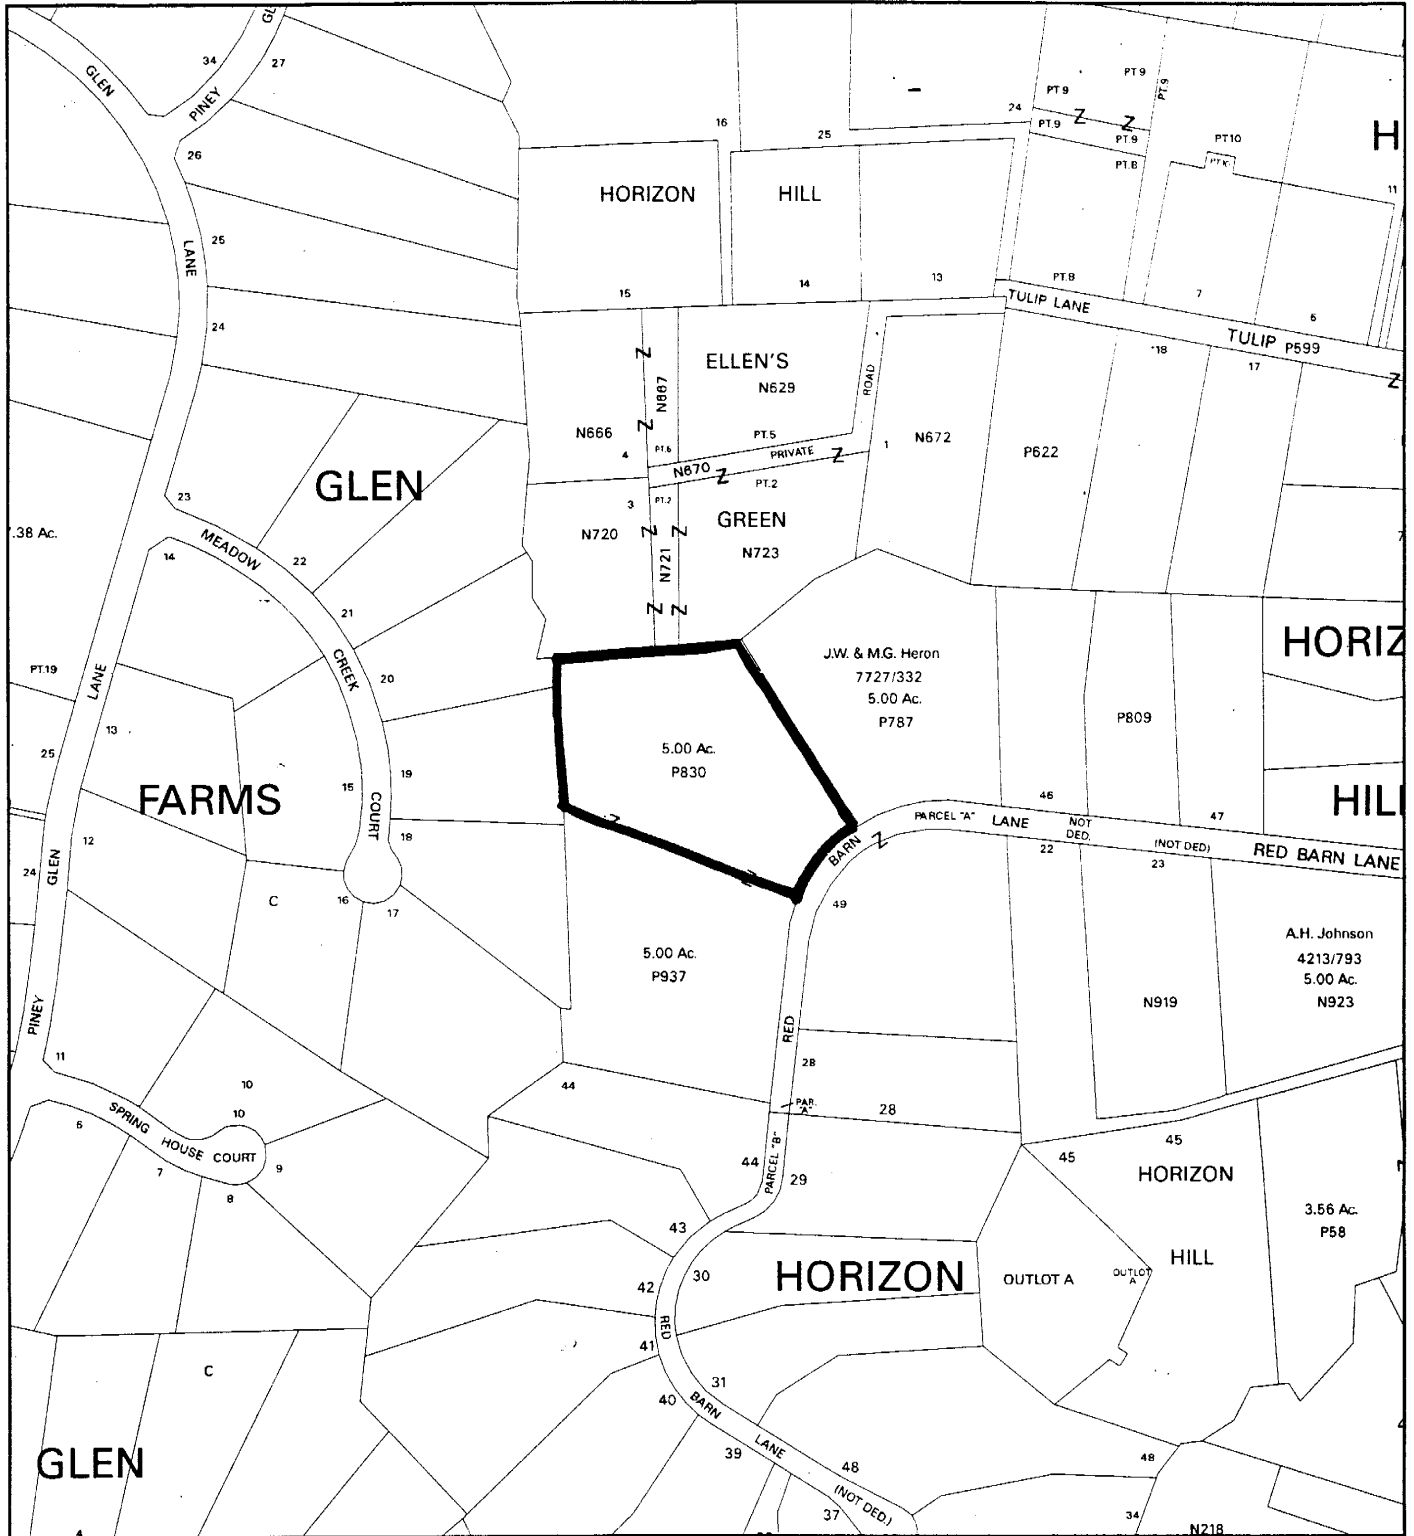 GL
34
27
GLEN
PINEY
PT 9
PT 9
PT.9
24
16
25
PT.9
PT.9
PT10
H
PT.K.
PT.8
26
HORIZON
HILL
11
25
LANE
PT.8
13
14
15
7
TULIP LANE
6
24
TULIP P599
18
17
ELLEN'S
N629
N887
ROAD
N666
4
PT.6
PT.5
PRIVATE
1
N672
P622
N670
PT.2
GLEN
23
3
PT.2
7.38 Ac.
MEADOW
N720
GREEN
N723
N721
14
22
21
CREEK
20
PT.19
LANE
J.W. & M.G. Heron
7727/332
5.00 Ac.
P787
HORIZ
P809
13
25
5.00 Ac.
P830
19
15
FARMS
COURT
18
46
47
HILL
PARCEL "A" LANE
NOT
DED.
(NOT DED)
RED BARN LANE
BARN
22
23
12
24
GLEN
C
16
17
49
A.H. Johnson
4213/793
5.00 Ac.
N923
5.00 Ac.
P937
N919
PINEY
RED
11
28
10
44
10
PAR.
"A"
28
6
SPRING HOUSE COURT
7
9
8
44
PARCEL "B"
29
45
45
HORIZON
HILL
3.56 Ac.
P58
43
30
HORIZON
OUTLOT A
OUTLOT
A
42
RED
41
C
31
40
BARN
39
LANE
48
48
GLEN
(NOT DED.)
37
34
N218